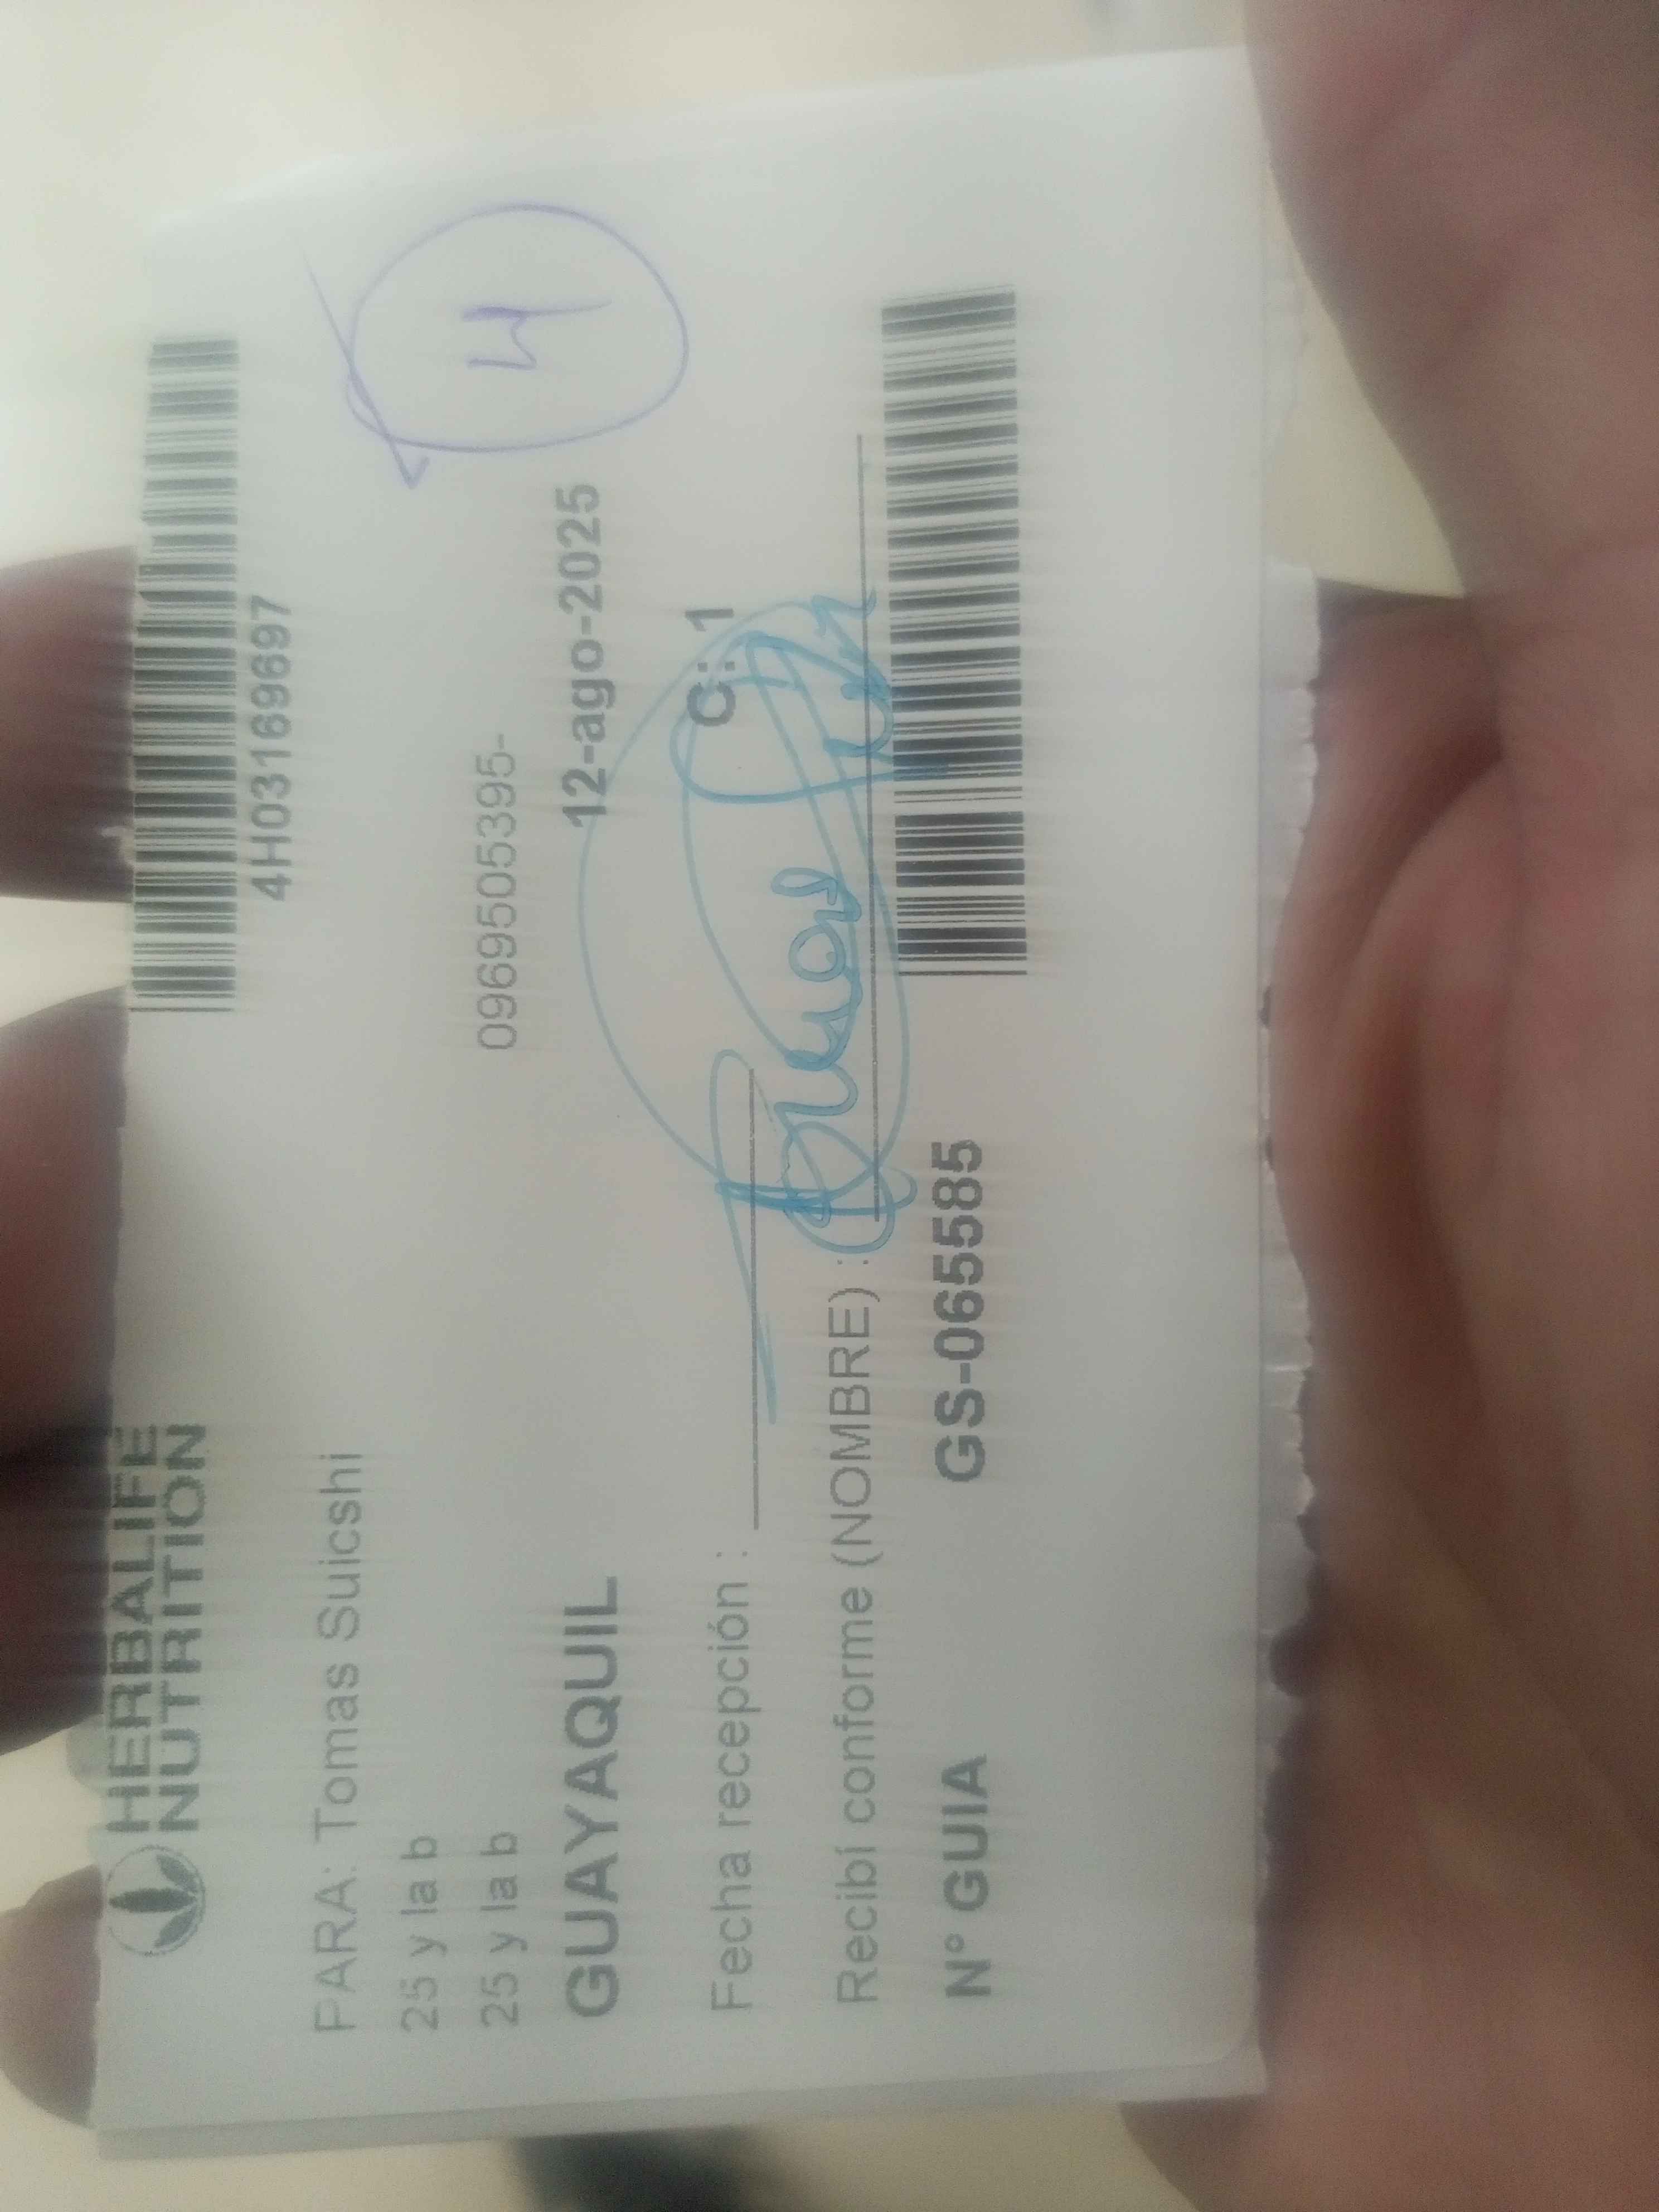 HERBALIFE
NUTRITION
4H03169697
PARA: Tomas Suicshi
25 y la b
25 y la b
0969505395-
GUAYAQUIL
12-ago-2025
Fecha recepción :
C: 1
Recibí conforme (NOMBRE) :
N° GUIA
GS-065585